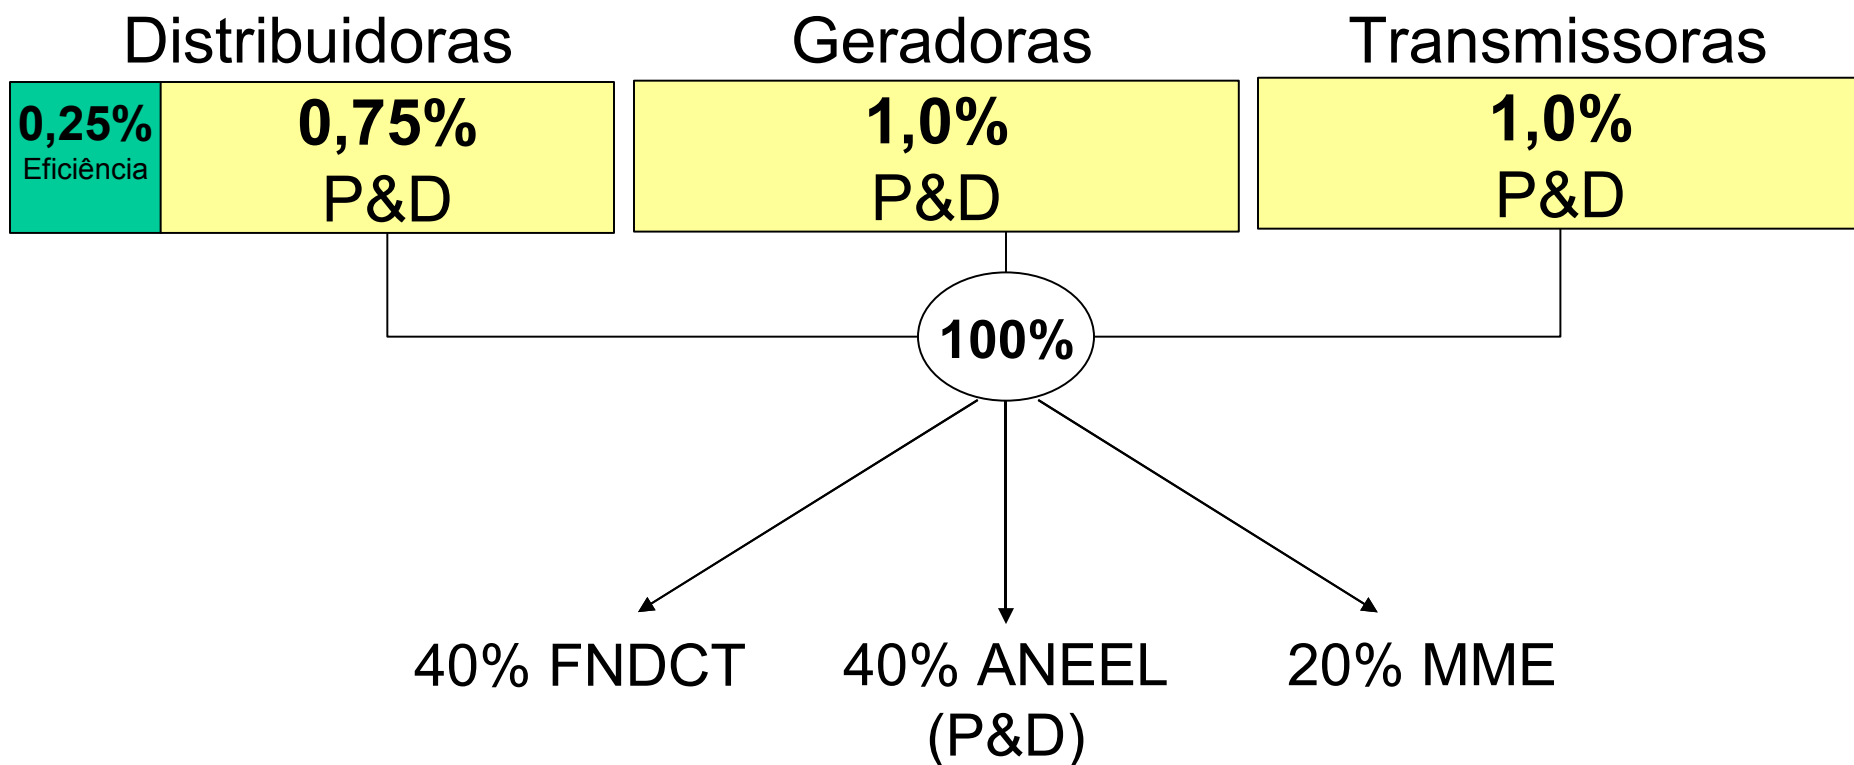 Distribuidoras
Geradoras
Transmissoras
0,25%
Eficiência
0,75%
P&D
1,0%
P&D
1,0%
P&D
100%
40% FNDCT
40% ANEEL
(P&D)
20% MME